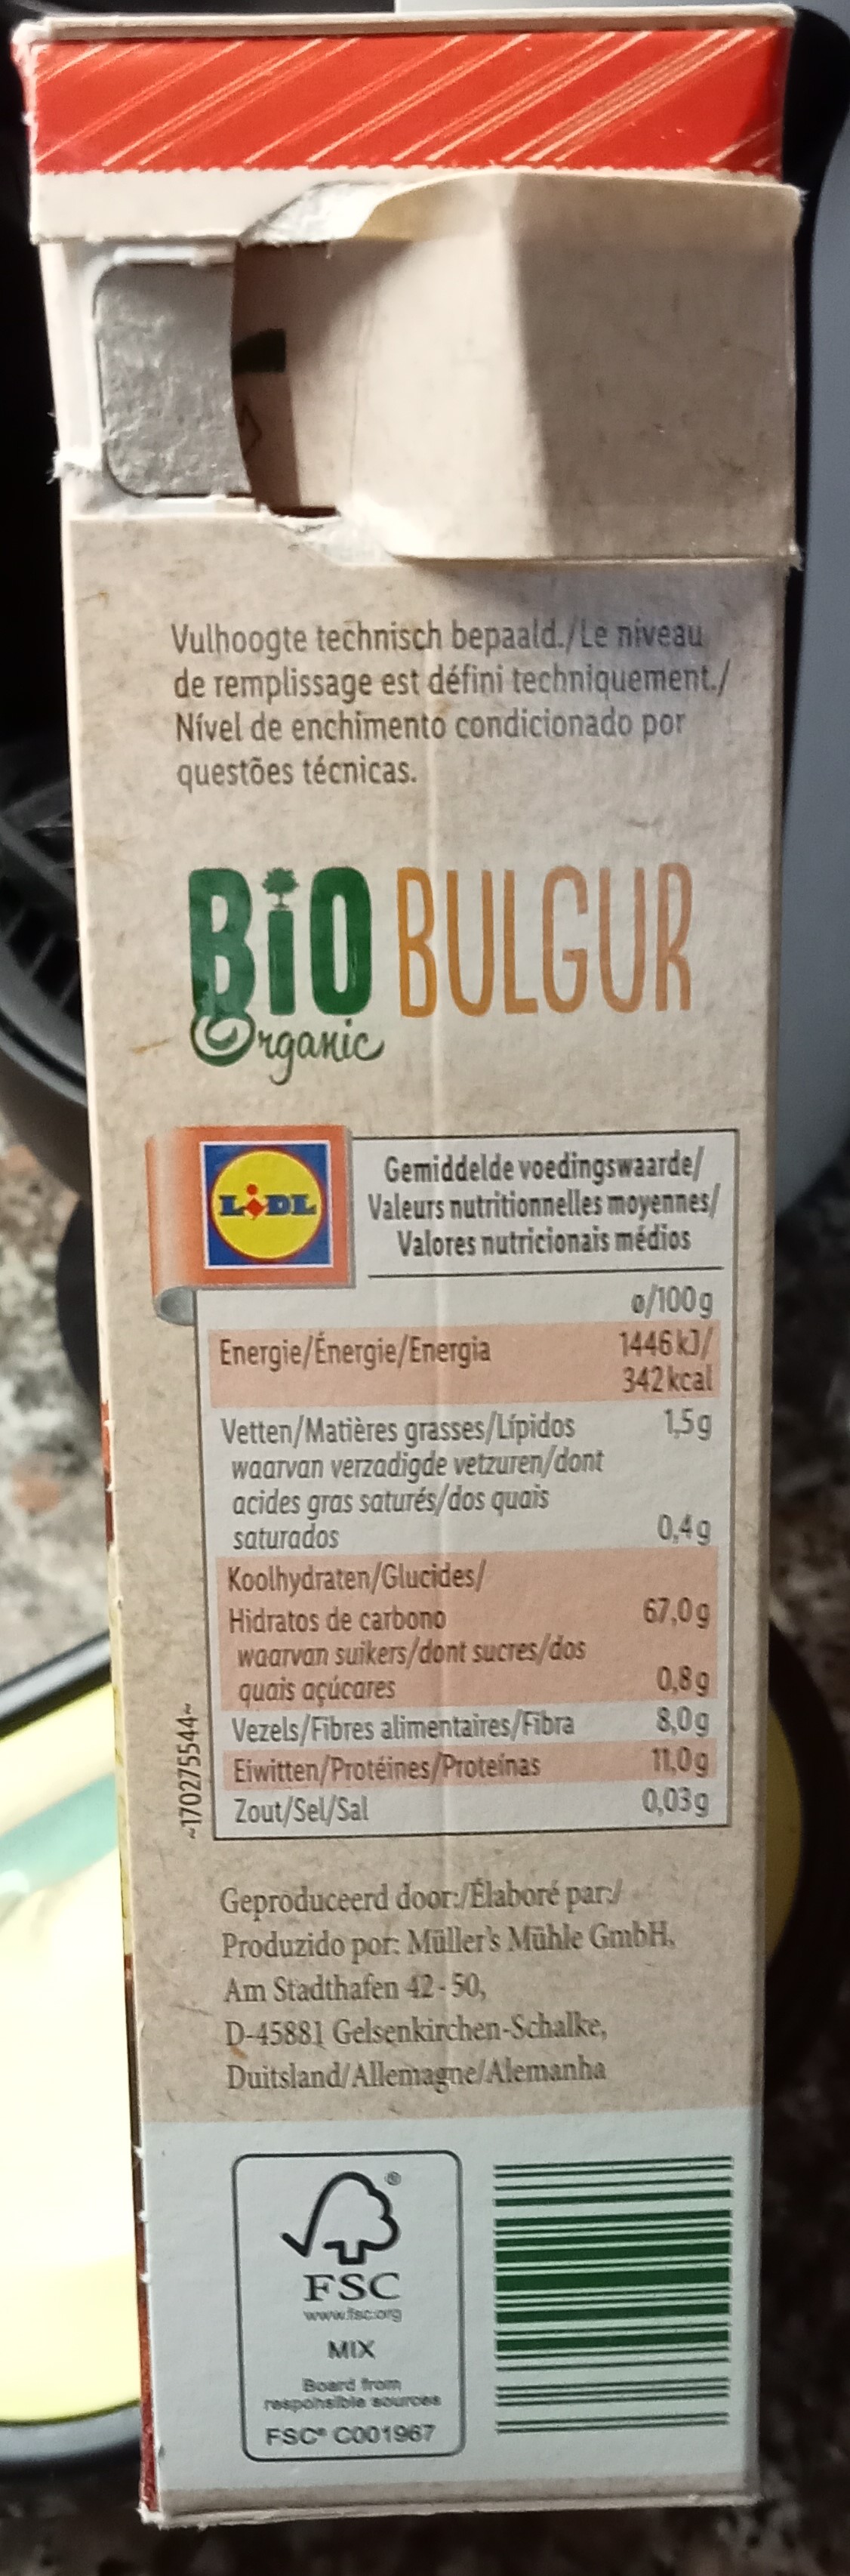 Vulhoogte technisch bepaald./Le niveau
de remplissage est défini techniquement./
Nível de enchimento condicionado por
questões técnicas.
BiO BULGUR
Organic
LIDL
Gemiddelde voedingswaarde/
Valeurs nutritionnelles moyennes/
Valores nutricionais médios
ø/100g
Energie/Énergie/Energia 1446 kJ/
342 kcal
Vetten/Matières grasses/Lípidos 1,5g
waarvan verzadigde vetzuren/dont
acides gras saturés/dos quais
saturados 0,4g
Koolhydraten/Glucides/
Hidratos de carbono 67,0g
waarvan suikers/dont sucres/dos
quais açúcares 0,8g
Vezels/Fibres alimentaires/Fibra 8,0g
Eiwitten/Protéines/Proteínas 11,0g
Zout/Sel/Sal 0,03g
~170275544~
Geproduceerd door:/Élaboré par:/
Produzido por: Müller's Mühle GmbH,
Am Stadthafen 42-50,
D-45881 Gelsenkirchen-Schalke,
Duitsland/Allemagne/Alemanha
®
FSC
www.fsc.org
MIX
Board from
responsible sources
FSC® C001967